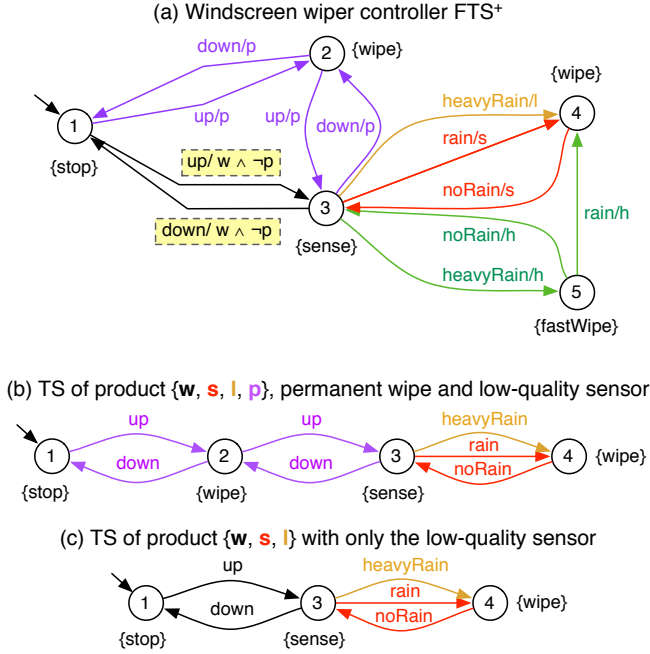 (a) Windscreen wiper controller FTS⁺
down/p
2
{wipe}
{wipe}
1
up/p
up/p
down/p
heavyRain/l
4
rain/s
{stop}
up/ w ∧ ¬p
noRain/s
rain/h
3
down/ w ∧ ¬p
noRain/h
{sense}
heavyRain/h
5
{fastWipe}
(b) TS of product {w, s, l, p}, permanent wipe and low-quality sensor
up
up
heavyRain
1
down
2
down
3
rain
noRain
4
{wipe}
{stop}
{wipe}
{sense}
(c) TS of product {w, s, l} with only the low-quality sensor
up
heavyRain
1
down
3
rain
noRain
4
{wipe}
{stop}
{sense}